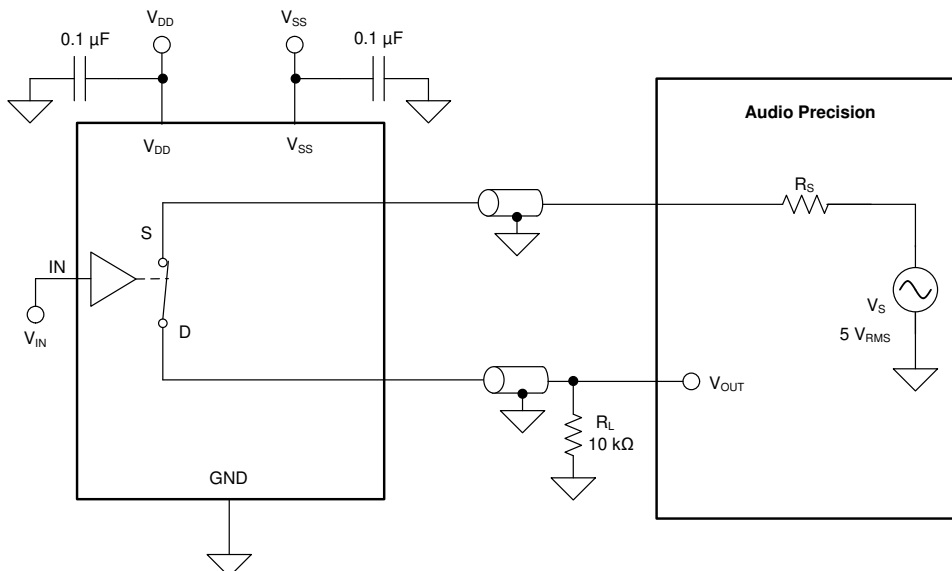 V_DD
V_SS
0.1 µF
0.1 µF
V_DD
V_SS
Audio Precision
R_S
S
IN
V_IN
D
V_S
5 V_RMS
V_OUT
R_L
10 kΩ
GND